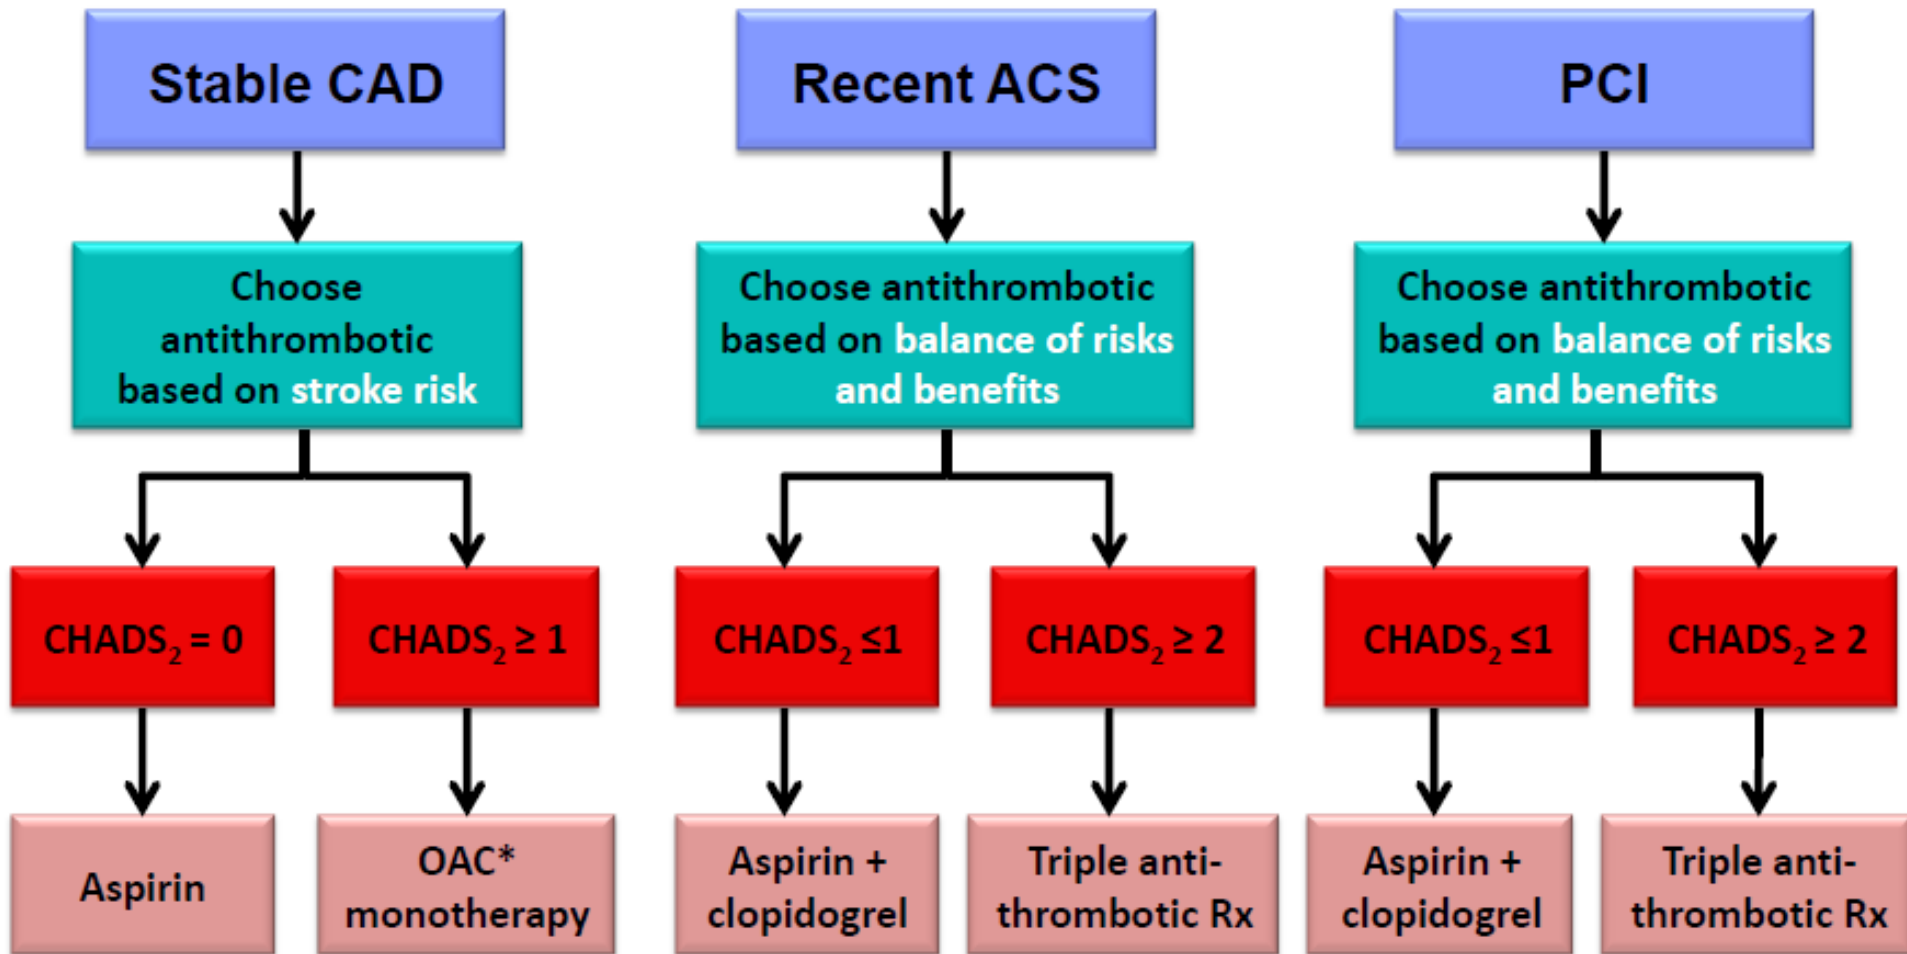 Stable CAD
Recent ACS
PCI
Choose
antithrombotic
based on stroke risk
Choose antithrombotic
based on balance of risks
and benefits
Choose antithrombotic
based on balance of risks
and benefits
CHADS₂ = 0
CHADS₂ ≥ 1
CHADS₂ ≤1
CHADS₂ ≥ 2
CHADS₂ ≤1
CHADS₂ ≥ 2
Aspirin
OAC*
monotherapy
Aspirin +
clopidogrel
Triple anti-
thrombotic Rx
Aspirin +
clopidogrel
Triple anti-
thrombotic Rx